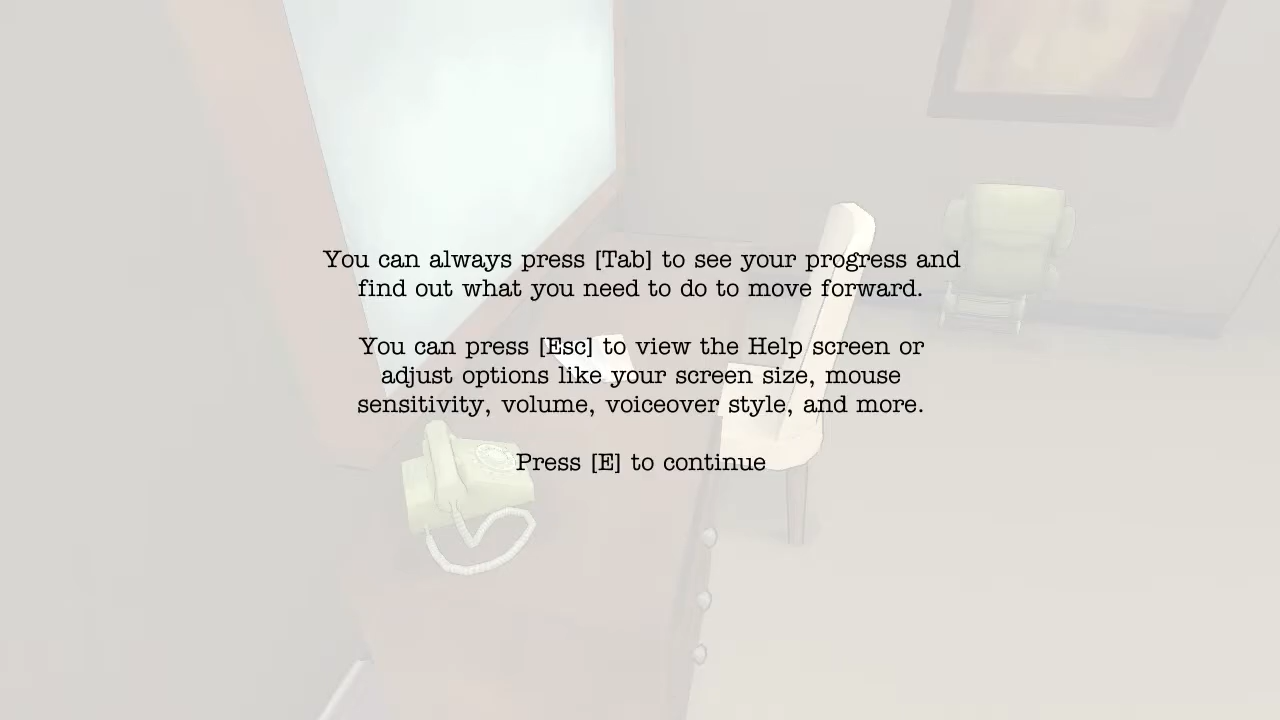 You can always press [Tab] to see your progress and
find out what you need to do to move forward.
You can press [Esc] to view the Help screen or
adjust options like your screen size, mouse
sensitivity, volume, voiceover style, and more.
Press [E] to continue